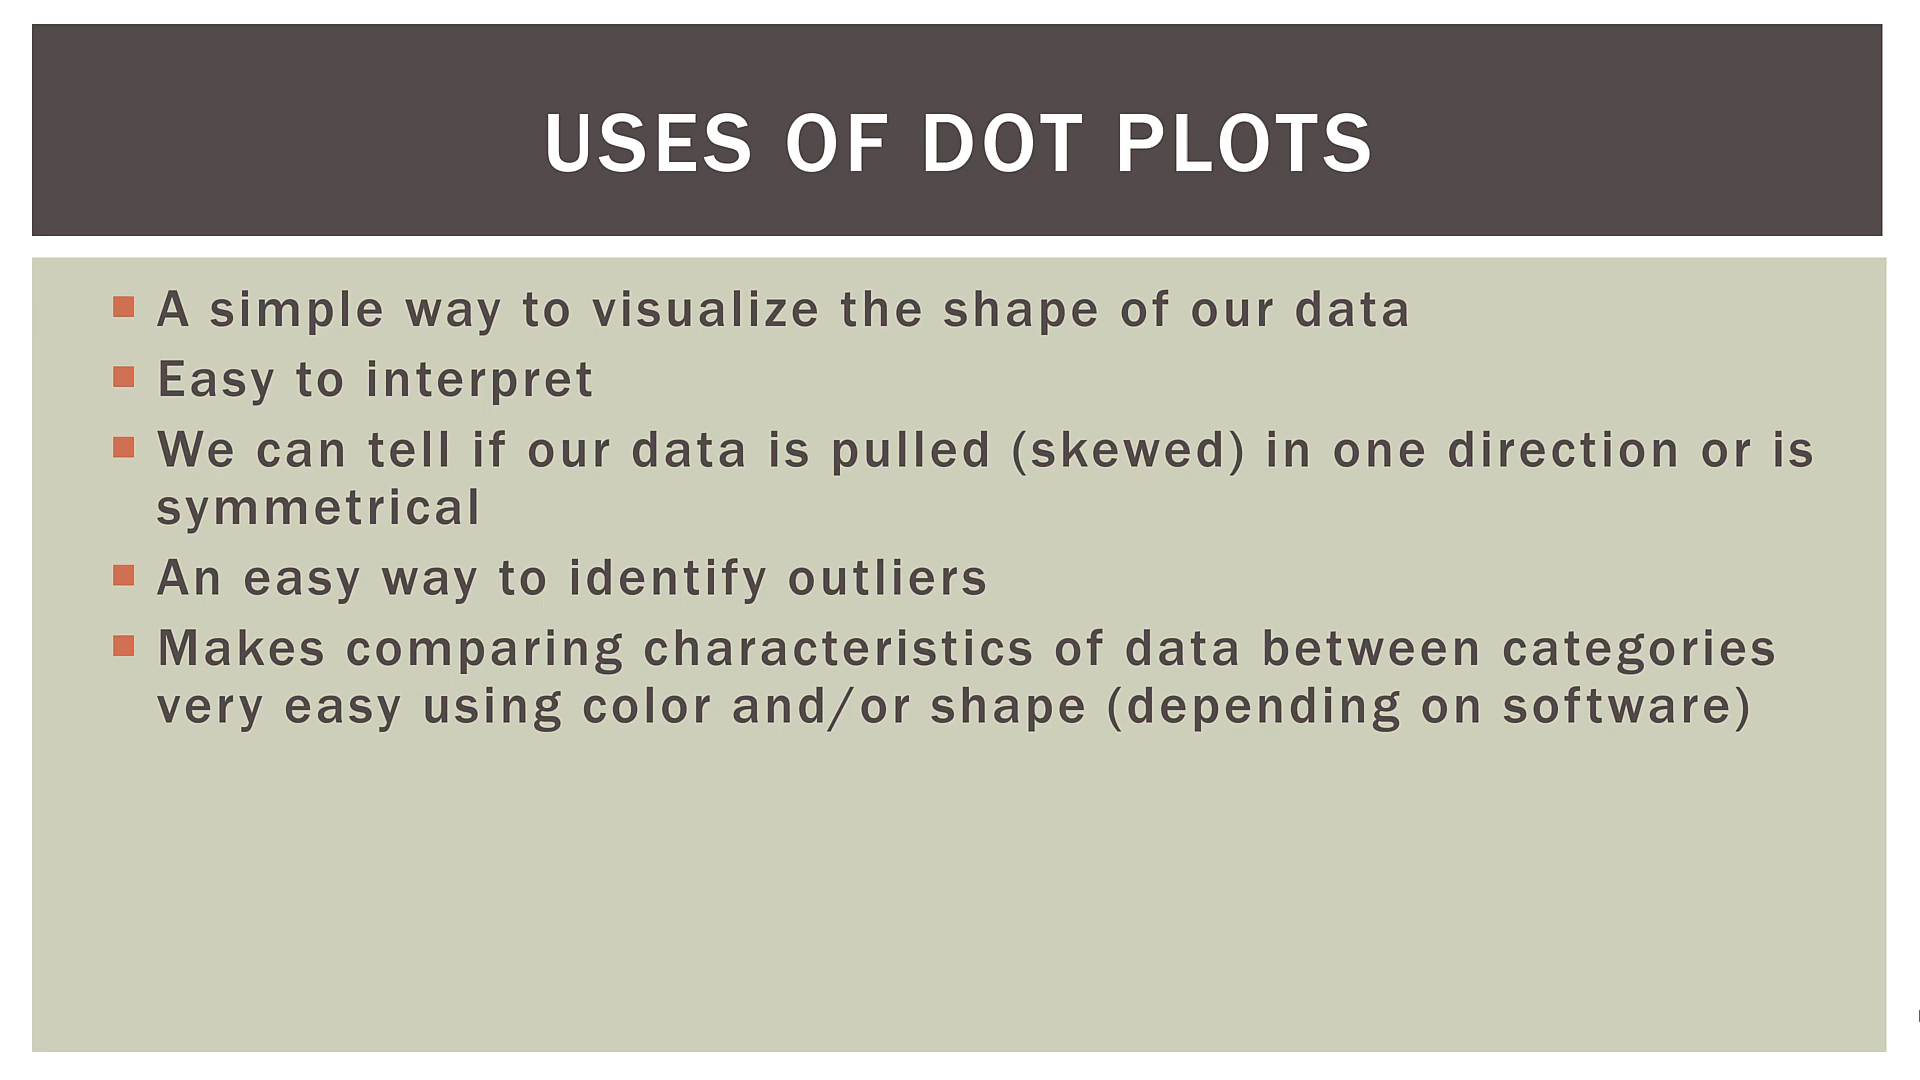 USES OF DOT PLOTS
A simple way to visualize the shape of our data
Easy to interpret
We can tell if our data is pulled (skewed) in one direction or is
symmetrical
An easy way to identify outliers
Makes comparing characteristics of data between categories
very easy using color and/or shape (depending on software)